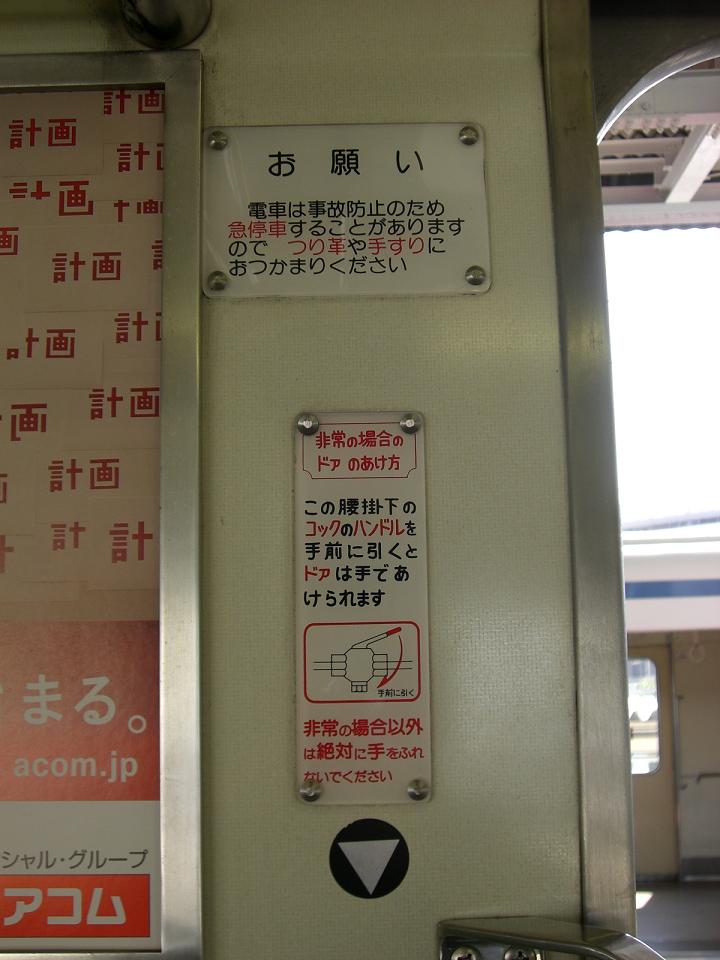 お願い
電車は事故防止のため
急停車することがあります
ので つり革や手すりに
おつかまりください
非常の場合の
ドアのあけ方
この腰掛下の
コックのハンドルを
手前に引くと
ドアは手であ
けられます
手前に引く
非常の場合以外
は絶対に手をふれ
ないでください
計画
計画
計画
計画
計画
計画
計画
計画
計画
計画
計
計
まる。
acom.jp
シャル・グループ
アコム